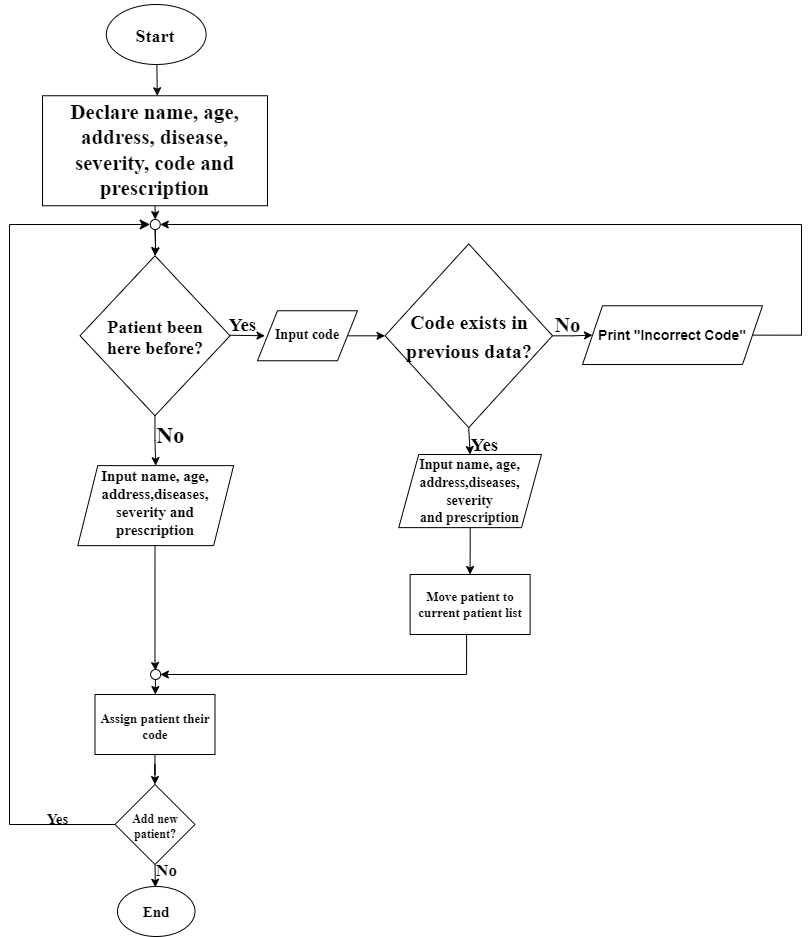 Start
Declare name, age,
address, disease,
severity, code and
prescription
Patient been
here before?
Yes
Input code
Code exists in
previous data?
No
Print "Incorrect Code"
No
Yes
Input name, age,
address,diseases,
severity and
prescription
Input name, age,
address,diseases,
severity
and prescription
Move patient to
current patient list
Assign patient their
code
Yes
Add new
patient?
No
End